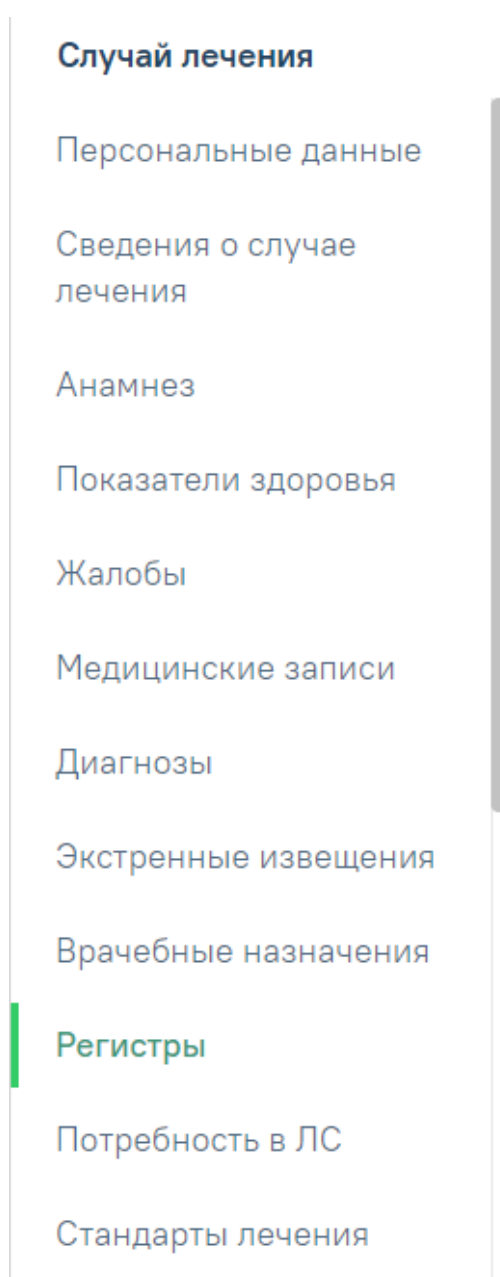 Случай лечения
Персональные данные
Сведения о случае
лечения
Анамнез
Показатели здоровья
Жалобы
Медицинские записи
Диагнозы
Экстренные извещения
Врачебные назначения
Регистры
Потребность в ЛС
Стандарты лечения